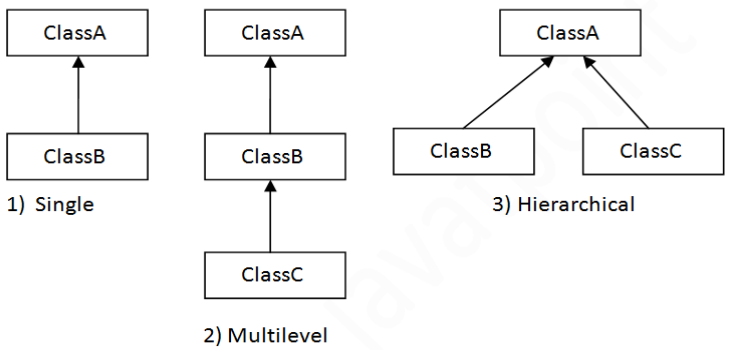 ClassA
ClassB
1) Single
ClassA
ClassB
ClassC
2) Multilevel
ClassA
ClassB
ClassC
3) Hierarchical